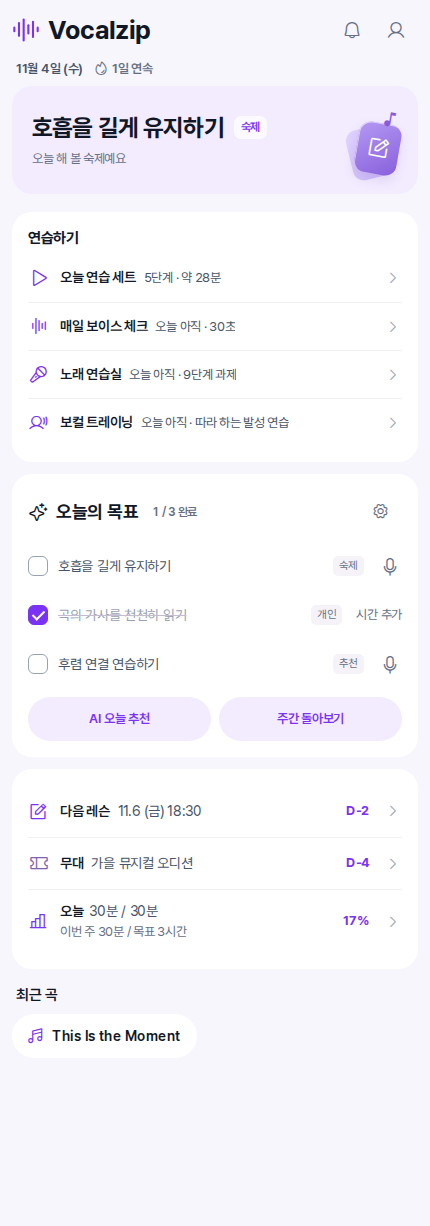 Vocalzip
11월 4일 (수) 1일 연속
호흡을 길게 유지하기 숙제
오늘 해 볼 숙제예요
연습하기
오늘 연습 세트 5단계 · 약 28분
매일 보이스 체크 오늘 아직 · 30초
노래 연습실 오늘 아직 · 9단계 과제
보컬 트레이닝 오늘 아직 · 따라 하는 발성 연습
오늘의 목표 1 / 3 완료
호흡을 길게 유지하기 숙제
곡의 가사를 천천히 읽기 개인 시간 추가
후렴 연결 연습하기 추천
AI 오늘 추천 주간 돌아보기
다음 레슨 11.6 (금) 18:30 D-2
무대 가을 뮤지컬 오디션 D-4
오늘 30분 / 30분 17%
이번 주 30분 / 목표 3시간
최근 곡
This Is the Moment